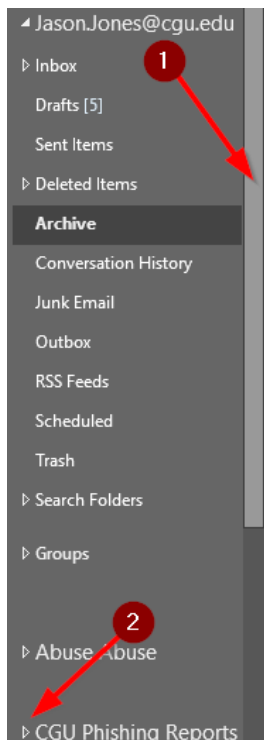 Jason.Jones@cgu.edu
Inbox
1
Drafts [5]
Sent Items
Deleted Items
Archive
Conversation History
Junk Email
Outbox
RSS Feeds
Scheduled
Trash
Search Folders
Groups
2
Abuse Abuse
CGU Phishing Reports